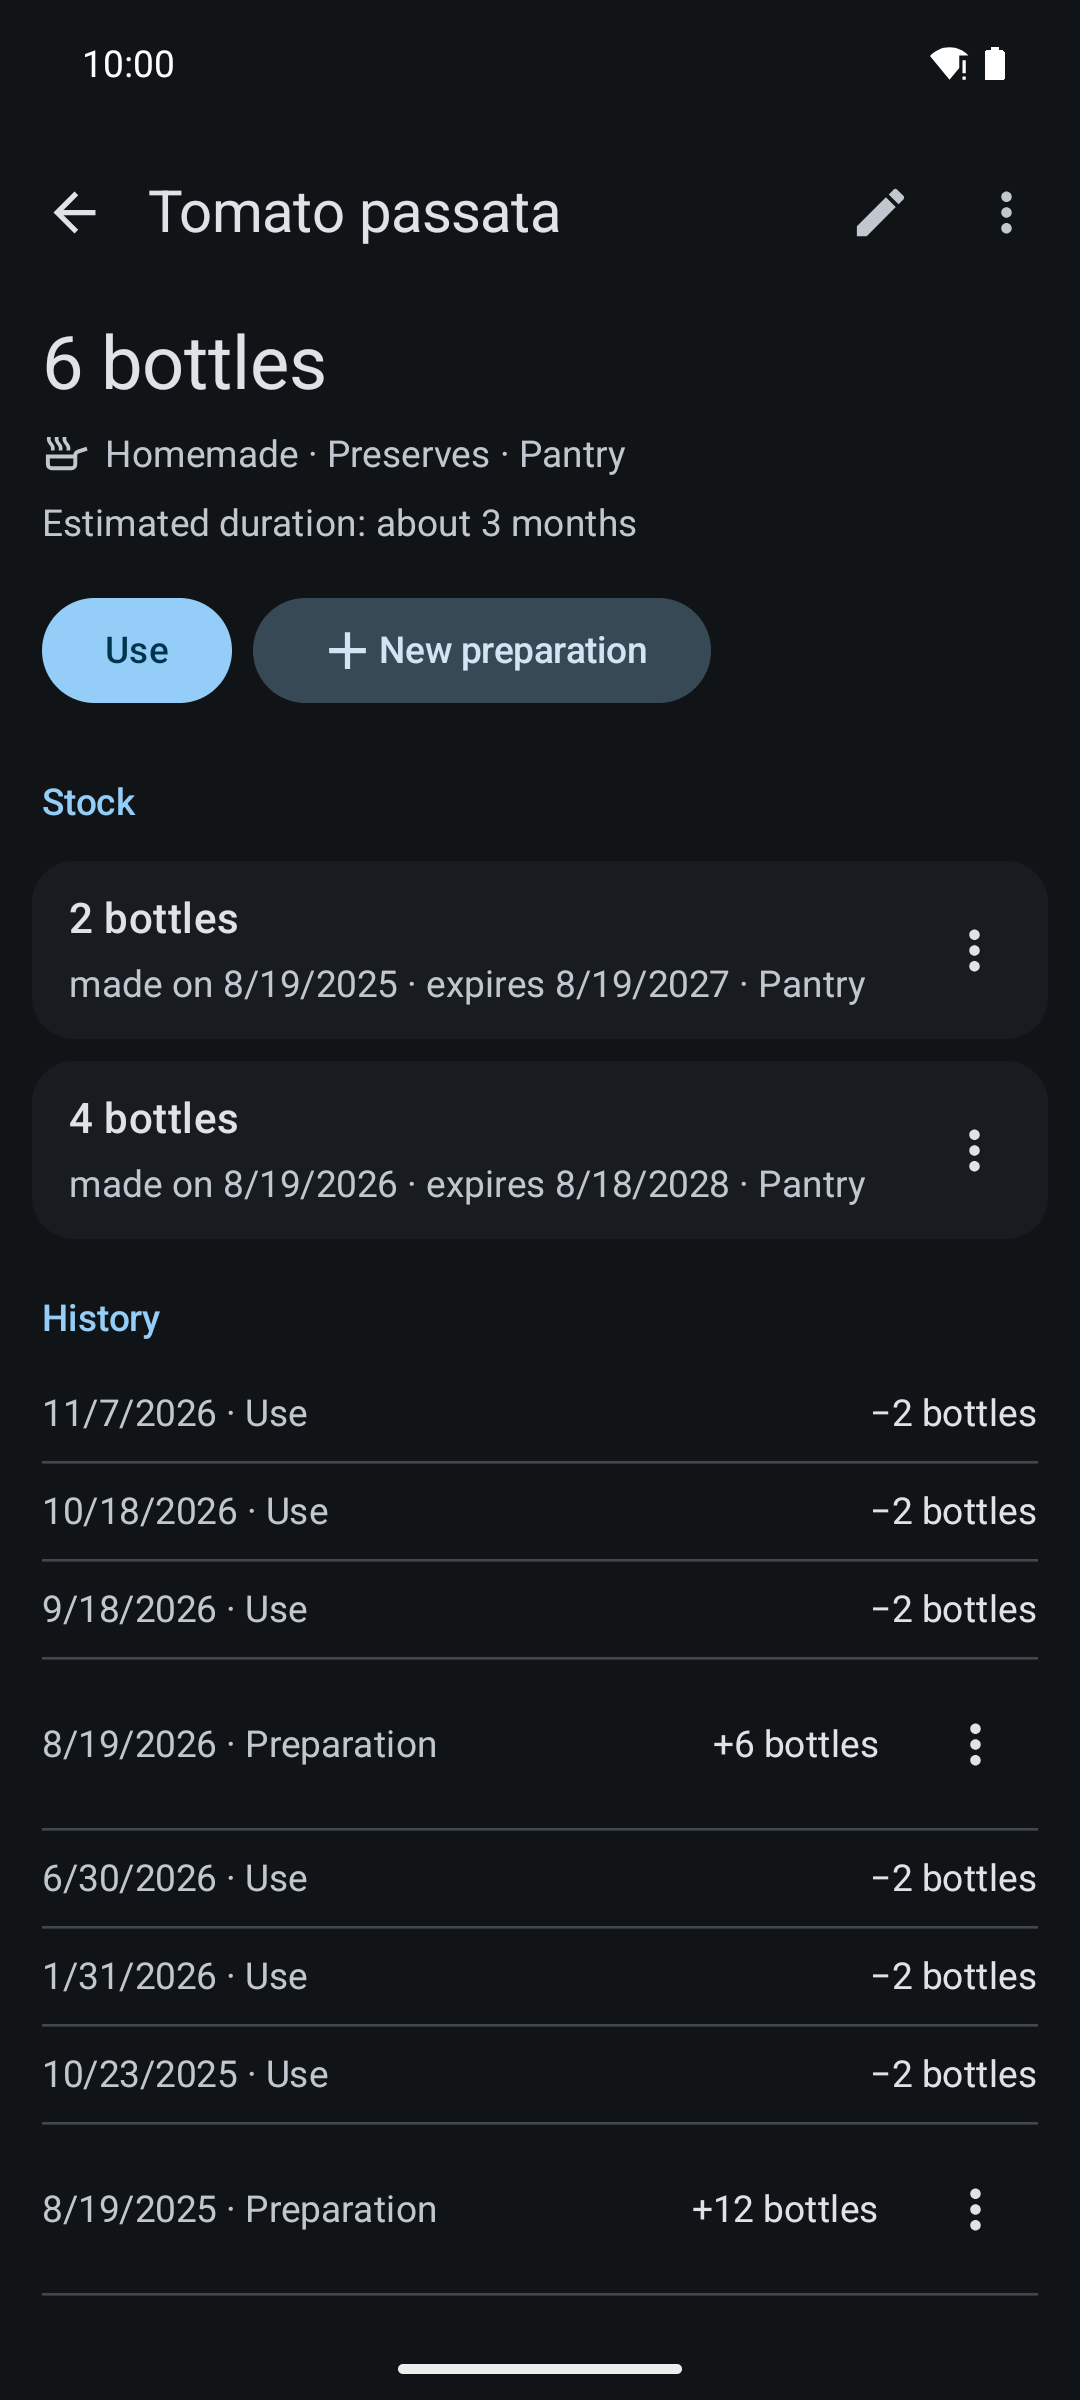 10:00
Tomato passata
6 bottles
Homemade · Preserves · Pantry
Estimated duration: about 3 months
Use
New preparation
Stock
2 bottles
made on 8/19/2025 · expires 8/19/2027 · Pantry
4 bottles
made on 8/19/2026 · expires 8/18/2028 · Pantry
History
11/7/2026 · Use −2 bottles
10/18/2026 · Use −2 bottles
9/18/2026 · Use −2 bottles
8/19/2026 · Preparation +6 bottles
6/30/2026 · Use −2 bottles
1/31/2026 · Use −2 bottles
10/23/2025 · Use −2 bottles
8/19/2025 · Preparation +12 bottles